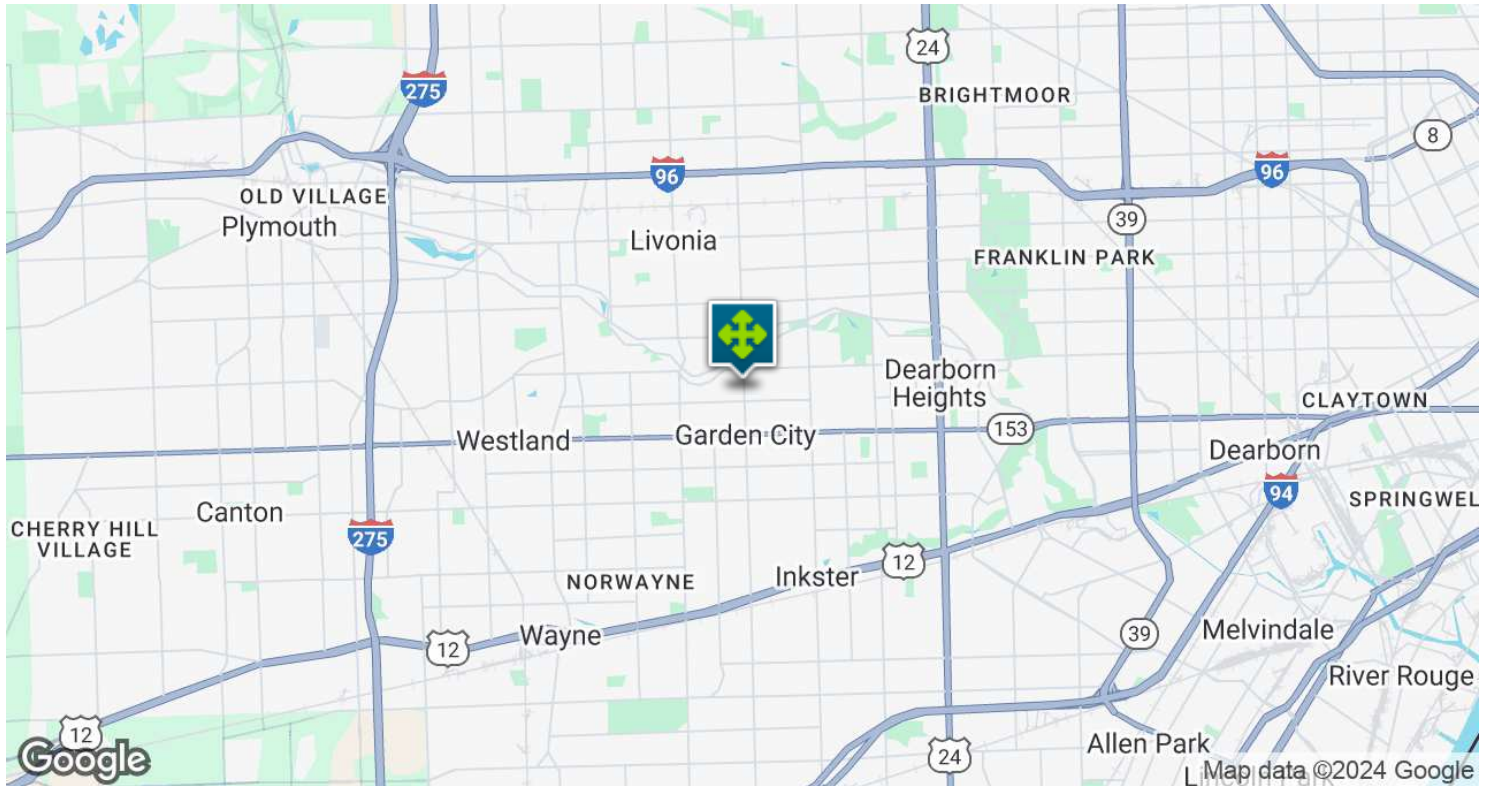 24
275
BRIGHTMOOR
8
96
96
OLD VILLAGE
39
Plymouth
Livonia
FRANKLIN PARK
Dearborn
Heights
CLAYTOWN
153
Westland
Garden City
Dearborn
94
SPRINGWEL
Canton
CHERRY HILL
VILLAGE
275
12
NORWAYNE
Inkster
Wayne
39
Melvindale
12
River Rouge
12
24
Allen Park
Google
Map data ©2024 Google